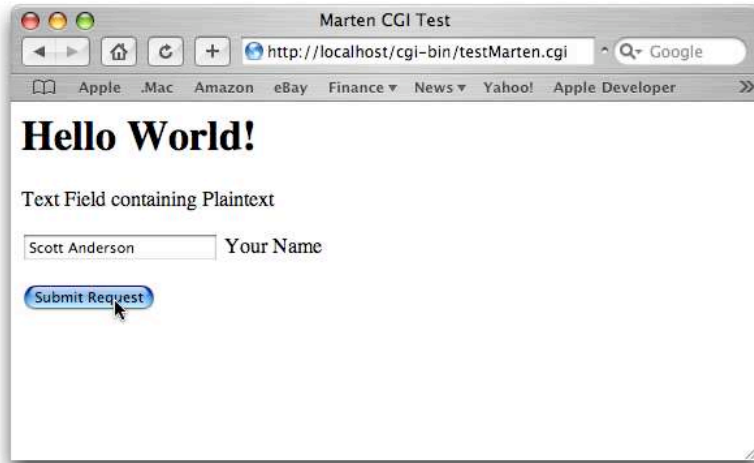 Marten CGI Test
http://localhost/cgi-bin/testMarten.cgi
Google
Apple .Mac Amazon eBay Finance News Yahoo! Apple Developer
Hello World!
Text Field containing Plaintext
Scott Anderson Your Name
Submit Request